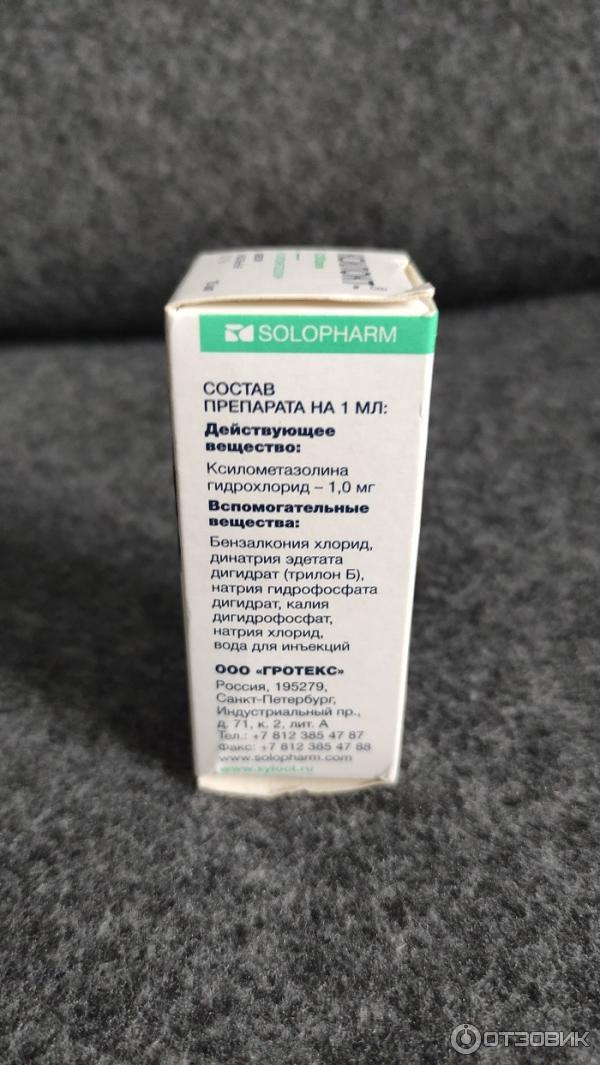 SOLOPHARM
СОСТАВ
ПРЕПАРАТА НА 1 МЛ:
Действующее
вещество:
Ксилометазолина
гидрохлорид – 1,0 мг
Вспомогательные
вещества:
Бензалкония хлорид,
динатрия эдетата
дигидрат (трилон Б),
натрия гидрофосфата
дигидрат, калия
дигидрофосфат,
натрия хлорид,
вода для инъекций
ООО «ГРОТЕКС»
Россия, 195279,
Санкт-Петербург,
Индустриальный пр.,
д. 71, к. 2, лит. А
Тел.: +7 812 385 47 87
Факс: +7 812 385 47 88
www.solopharm.com
www.xyloct.ru
ОТЗОВИК